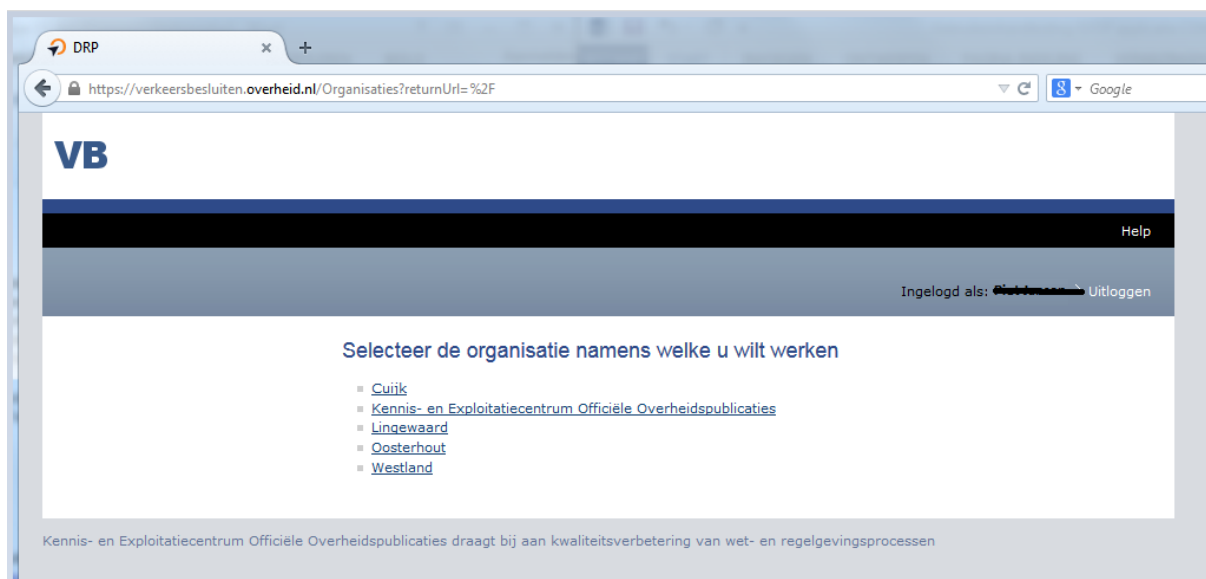 DRP
https://verkeersbesluiten.overheid.nl/Organisaties?returnUrl=%2F
Google
VB
Help
Ingelogd als: Uitloggen
Selecteer de organisatie namens welke u wilt werken
Cuijk
Kennis- en Exploitatiecentrum Officiële Overheidspublicaties
Lingewaard
Oosterhout
Westland
Kennis- en Exploitatiecentrum Officiële Overheidspublicaties draagt bij aan kwaliteitsverbetering van wet- en regelgevingsprocessen